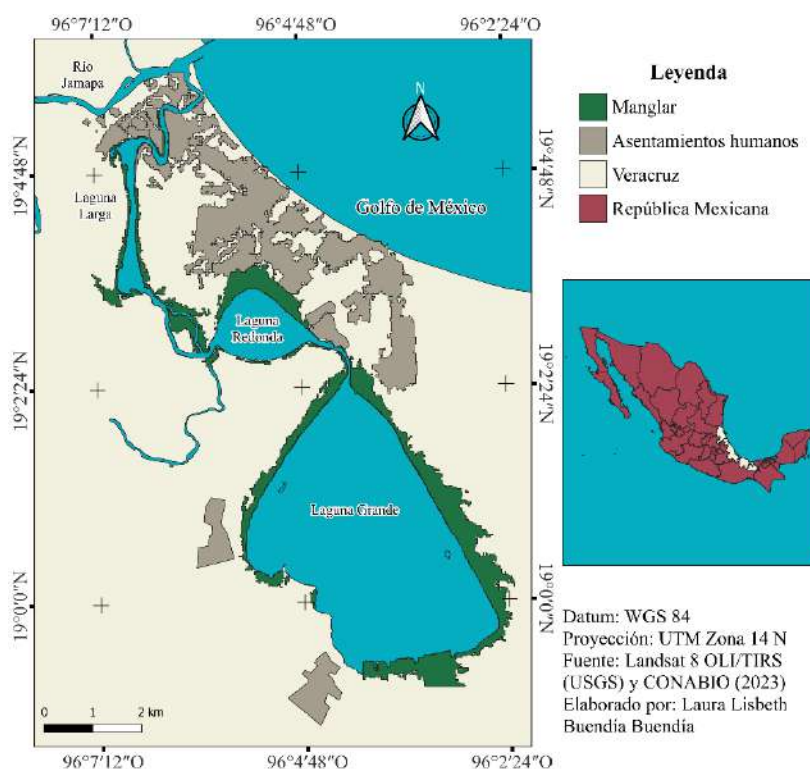 96°7'12"O
96°4'48"O
96°2'24"O
Río
Jamapa
N
19°4'48"N
19°4'48"N
Laguna
Larga
Golfo de México
Laguna
Redonda
19°2'24"N
19°2'24"N
Laguna Grande
19°0'0"N
19°0'0"N
0 1 2 km
96°7'12"O
96°4'48"O
96°2'24"O
Leyenda
Manglar
Asentamientos humanos
Veracruz
República Mexicana
Datum: WGS 84
Proyección: UTM Zona 14 N
Fuente: Landsat 8 OLI/TIRS
(USGS) y CONABIO (2023)
Elaborado por: Laura Lisbeth
Buendía Buendía